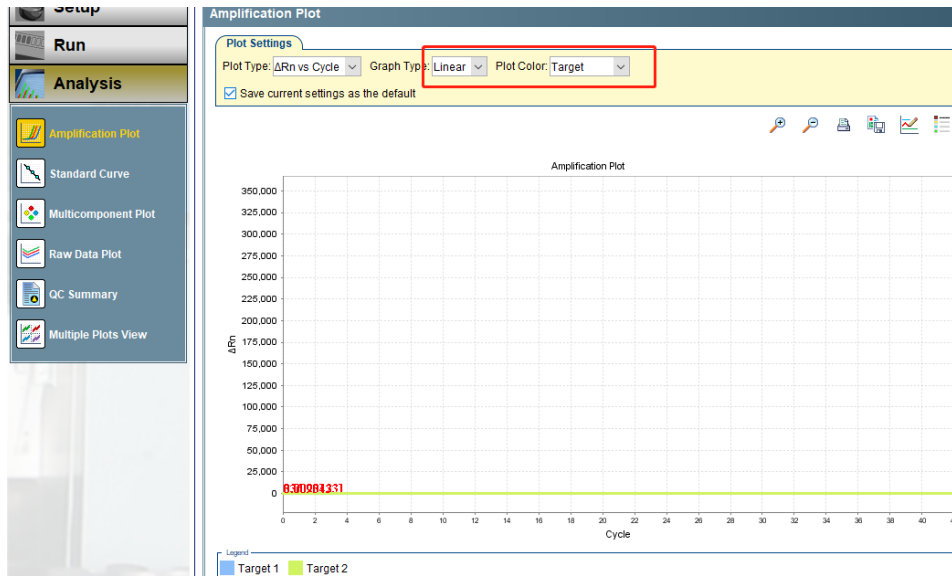 Setup
Run
Analysis
Amplification Plot
Standard Curve
Multicomponent Plot
Raw Data Plot
QC Summary
Multiple Plots View
Amplification Plot
Plot Settings
Plot Type: ΔRn vs Cycle Graph Type: Linear Plot Color: Target
Save current settings as the default
Amplification Plot
350,000
325,000
300,000
275,000
250,000
225,000
200,000
175,000
150,000
125,000
100,000
75,000
50,000
25,000
0
ΔRn
0 2 4 6 8 10 12 14 16 18 20 22 24 26 28 30 32 34 36 38 40
Cycle
Legend
Target 1 Target 2